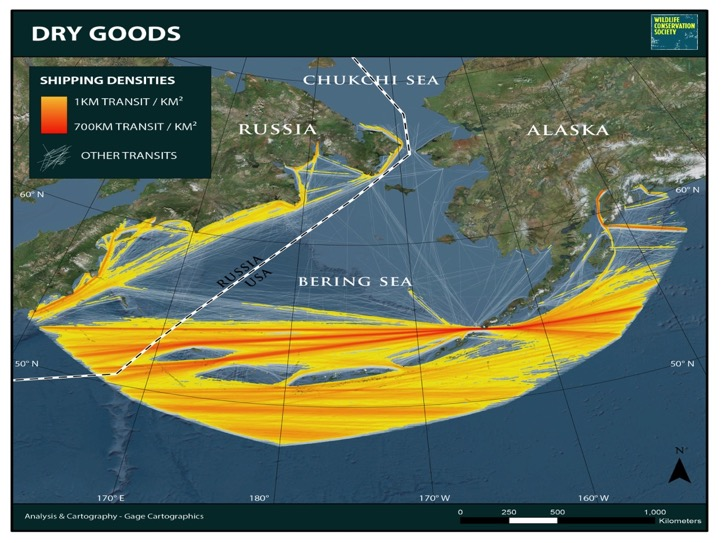 DRY GOODS
WILDLIFE
CONSERVATION
SOCIETY
SHIPPING DENSITIES
1KM TRANSIT / KM²
700KM TRANSIT / KM²
OTHER TRANSITS
CHUKCHI SEA
RUSSIA
ALASKA
60° N
60° N
RUSSIA
USA
BERING SEA
50° N
50° N
N
170° E
180°
170° W
160° W
Analysis & Cartography - Gage Cartographics
0 250 500 1,000
Kilometers